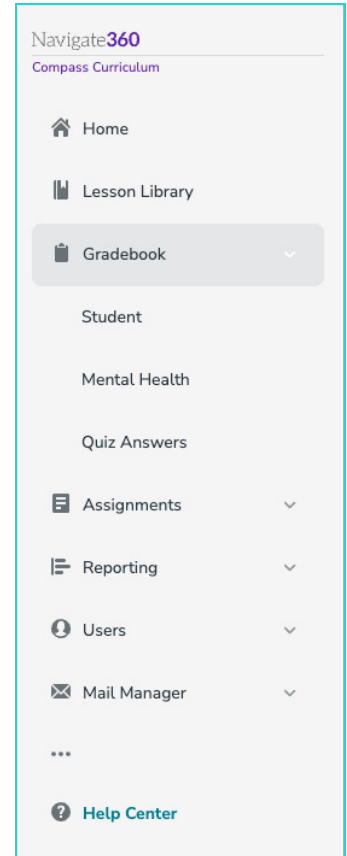 Navigate360
Compass Curriculum
Home
Lesson Library
Gradebook
Student
Mental Health
Quiz Answers
Assignments
Reporting
Users
Mail Manager
...
Help Center